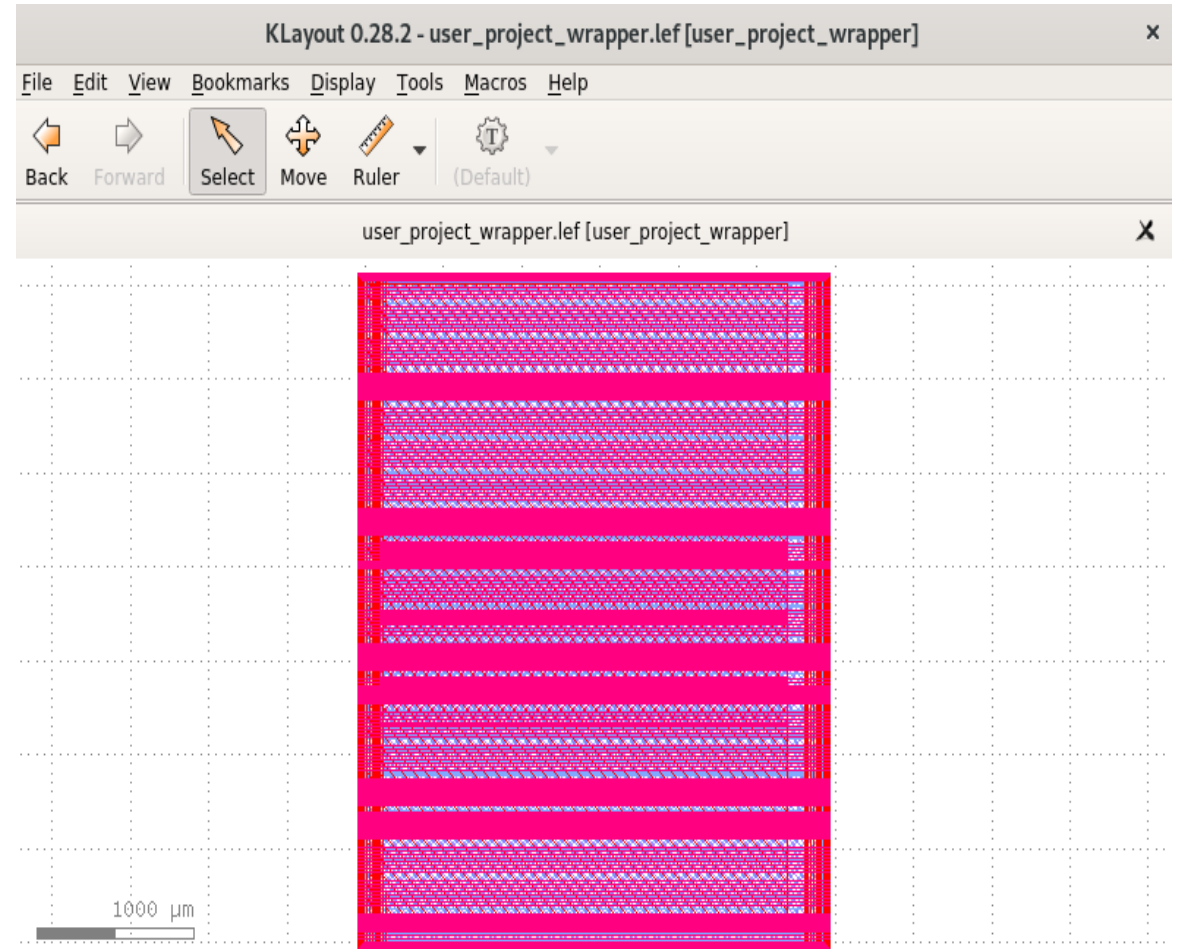 KLayout 0.28.2 - user_project_wrapper.lef [user_project_wrapper]
File Edit View Bookmarks Display Tools Macros Help
Back Forward Select Move Ruler (Default)
user_project_wrapper.lef [user_project_wrapper]
1000 μm